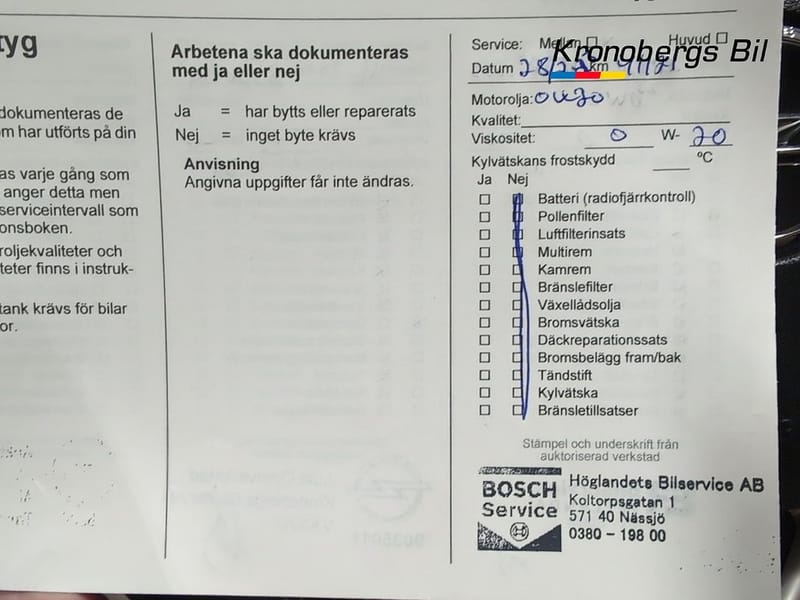 tyg
dokumenteras de
om har utförts på din
as varje gång som
anger detta men
serviceintervall som
onsboken.
roljekvaliteter och
teter finns i instruk-
tank krävs för bilar
or.
Arbetena ska dokumenteras
med ja eller nej
Ja = har bytts eller reparerats
Nej = inget byte krävs
Anvisning
Angivna uppgifter får inte ändras.
Service: Mellan Huvud
Kronobergs Bil
Datum 28/ km
Motorolja: 0W20
Kvalitet:
Viskositet: 0 W- 20
Kylvätskans frostskydd ºC
Ja Nej
Batteri (radiofjärrkontroll)
Pollenfilter
Luftfilterinsats
Multirem
Kamrem
Bränslefilter
Växellådsolja
Bromsvätska
Däckreparationssats
Bromsbelägg fram/bak
Tändstift
Kylvätska
Bränsletillsatser
Stämpel och underskrift från
auktoriserad verkstad
BOSCH
Service
Höglandets Bilservice AB
Koltorpsgatan 1
571 40 Nässjö
0380 - 198 00